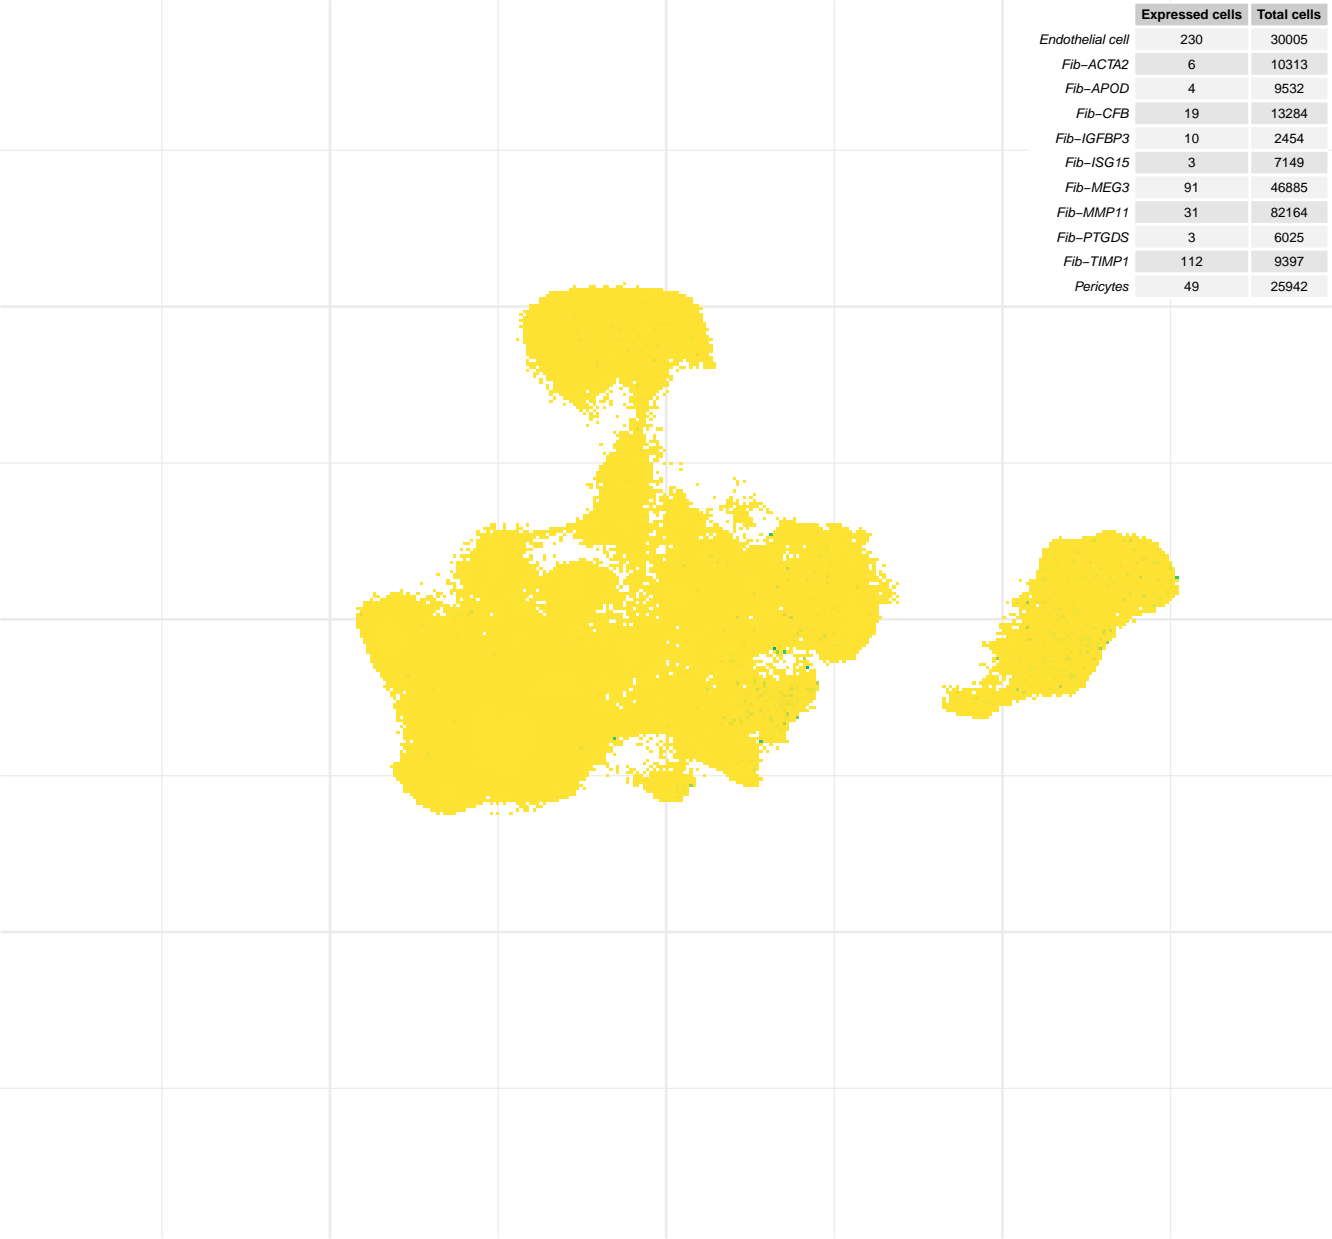 Expressed cells Total cells
Endothelial cell 230 30005
Fib−ACTA2 6 10313
Fib−APOD 4 9532
Fib−CFB 19 13284
Fib−IGFBP3 10 2454
Fib−ISG15 3 7149
Fib−MEG3 91 46885
Fib−MMP11 31 82164
Fib−PTGDS 3 6025
Fib−TIMP1 112 9397
Pericytes 49 25942